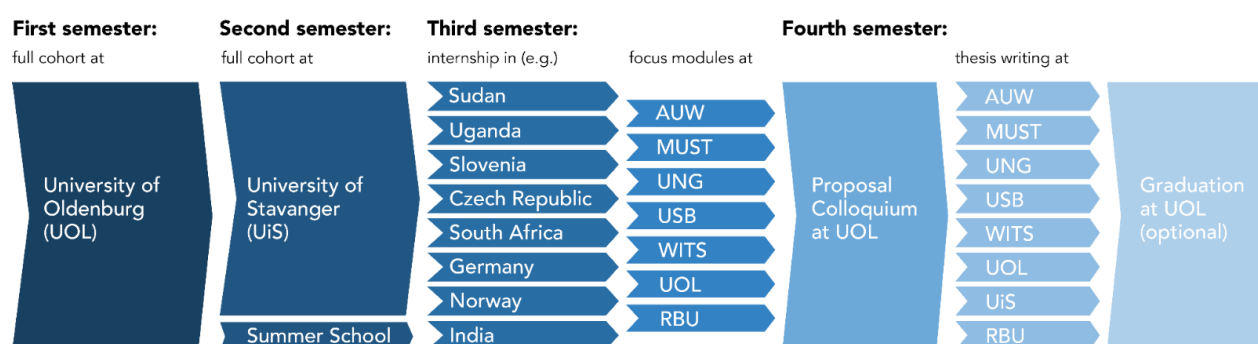 First semester:
full cohort at
University of
Oldenburg
(UOL)
Second semester:
full cohort at
University of
Stavanger
(UiS)
Summer School
Third semester:
internship in (e.g.)
Sudan
Uganda
Slovenia
Czech Republic
South Africa
Germany
Norway
India
focus modules at
AUW
MUST
UNG
USB
WITS
UOL
RBU
Fourth semester:
Proposal
Colloquium
at UOL
thesis writing at
AUW
MUST
UNG
USB
WITS
UOL
UiS
RBU
Graduation
at UOL
(optional)